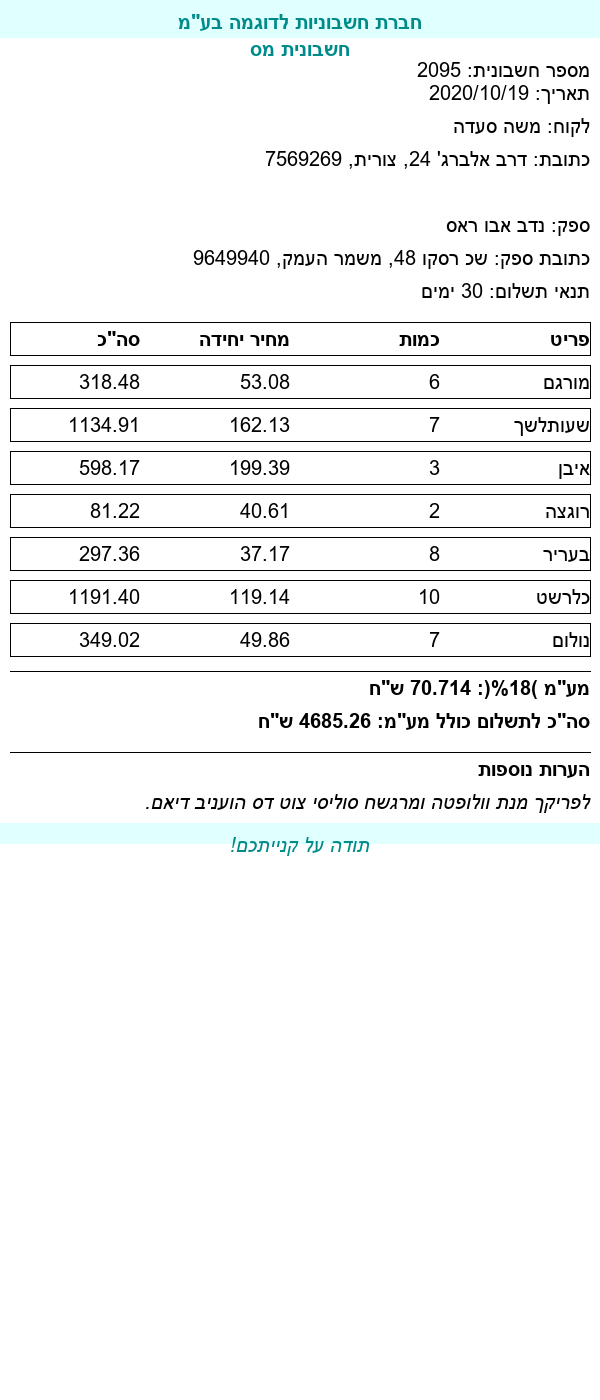 חברת חשבוניות לדוגמה בע"מ
חשבונית מס
מספר חשבונית: 2095
תאריך: 2020/10/19
לקוח: משה סעדה
כתובת: דרב אלברג' 24, צורית, 7569269
ספק: נדב אבו ראס
כתובת ספק: שכ רסקו 48, משמר העמק, 9649940
תנאי תשלום: 30 ימים
פריט כמות מחיר יחידה סה"כ
מורגם 6 53.08 318.48
שעותלשך 7 162.13 1134.91
איבן 3 199.39 598.17
רוגצה 2 40.61 81.22
בעריר 8 37.17 297.36
כלרשט 10 119.14 1191.40
נולום 7 49.86 349.02
מע"מ )18%(: 70.714 ש"ח
סה"כ לתשלום כולל מע"מ: 4685.26 ש"ח
הערות נוספות
לפריקך מנת וולופטה ומרגשח סוליסי צוט דס הועניב דיאם.
תודה על קנייתכם!